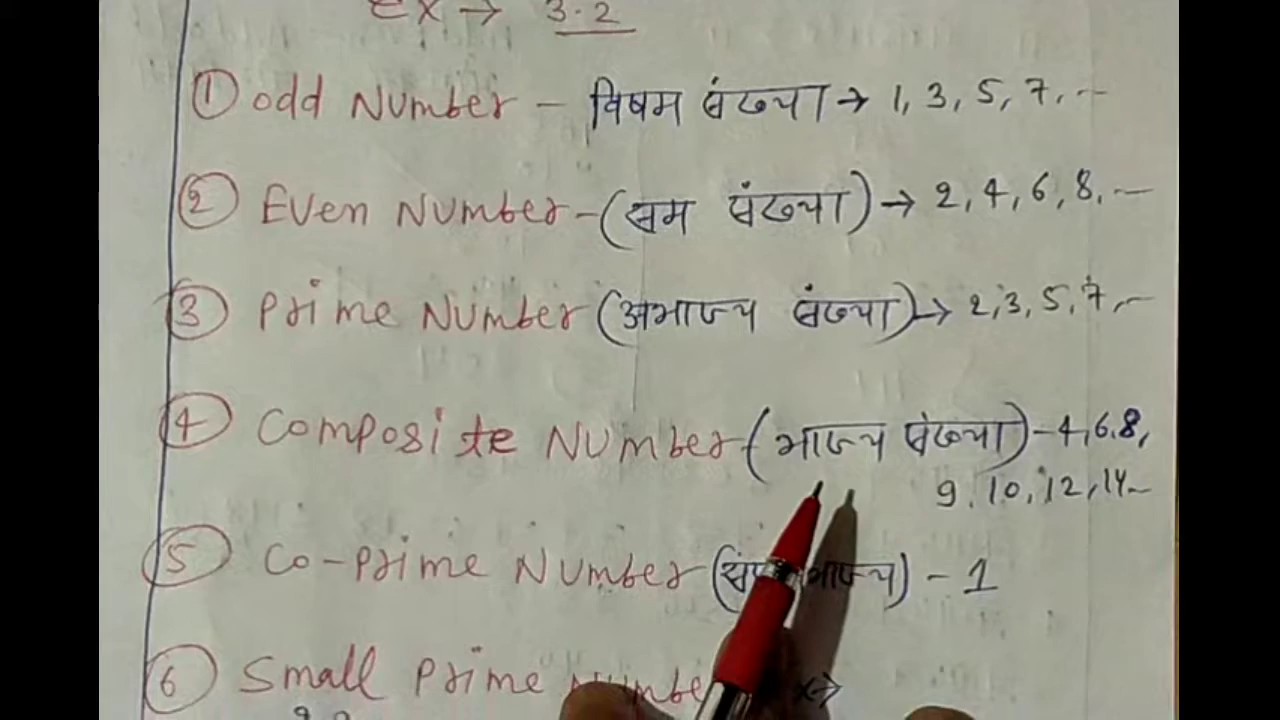 Ex → 3.2
① odd Number - विषम संख्या → 1, 3, 5, 7, --
② Even Number - (सम संख्या) → 2, 4, 6, 8, --
③ Prime Number (अभाज्य संख्या) → 2, 3, 5, 7, --
④ Composite Number - (भाज्य संख्या) - 4, 6, 8,
9, 10, 12, 14 --
⑤ Co-Prime Number ( ) - 1
⑥ Small Prime